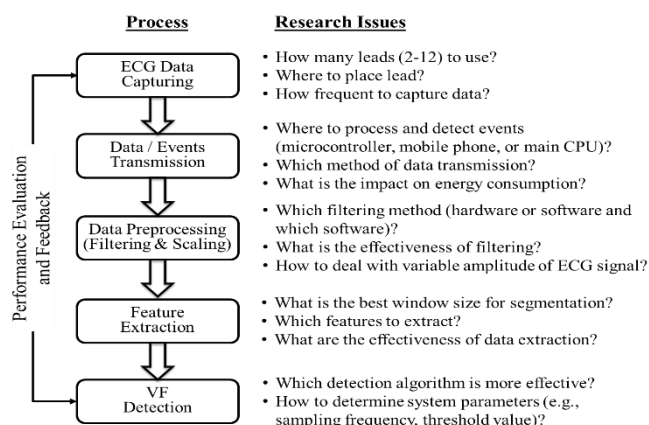 Process
Research Issues
ECG Data
Capturing
• How many leads (2-12) to use?
• Where to place lead?
• How frequent to capture data?
Data / Events
Transmission
• Where to process and detect events
(microcontroller, mobile phone, or main CPU)?
• Which method of data transmission?
• What is the impact on energy consumption?
Data Preprocessing
(Filtering & Scaling)
• Which filtering method (hardware or software and
which software)?
• What is the effectiveness of filtering?
• How to deal with variable amplitude of ECG signal?
Feature
Extraction
• What is the best window size for segmentation?
• Which features to extract?
• What are the effectiveness of data extraction?
VF
Detection
• Which detection algorithm is more effective?
• How to determine system parameters (e.g.,
sampling frequency, threshold value)?
Performance Evaluation
and Feedback